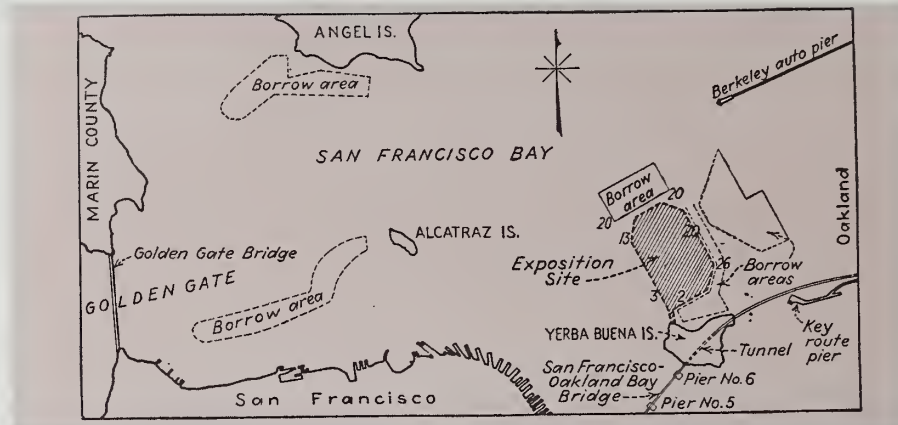 ANGEL IS.
Borrow area
Berkeley auto pier
MARIN COUNTY
SAN FRANCISCO BAY
Oakland
Borrow
area
20
20
13
20
ALCATRAZ IS.
Golden Gate Bridge
GOLDEN GATE
Exposition
Site
26
Borrow
areas
3
2
Borrow area
YERBA BUENA IS.
Tunnel
Key
route
pier
San Francisco-
Oakland Bay
Bridge
Pier No. 6
Pier No. 5
San Francisco